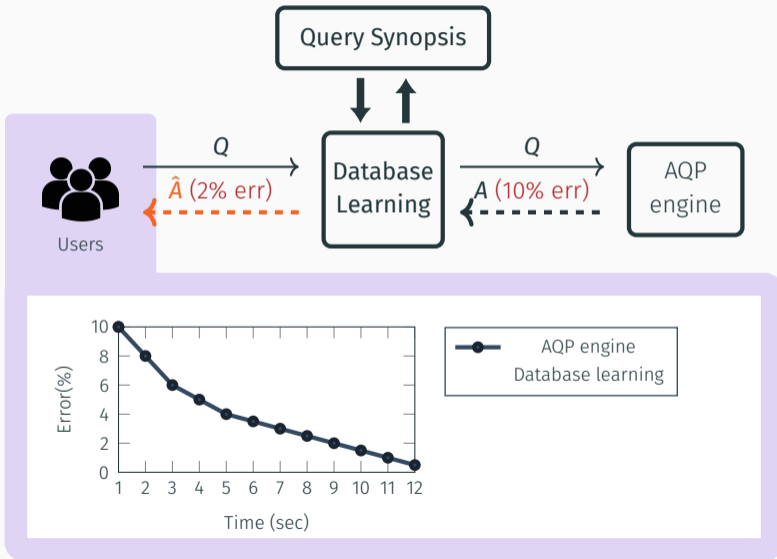 Query Synopsis
Q
Q
Database
Learning
AQP
engine
Â (2% err)
A (10% err)
Users
10
8
6
4
2
0
Error(%)
1 2 3 4 5 6 7 8 9 10 11 12
Time (sec)
AQP engine
Database learning